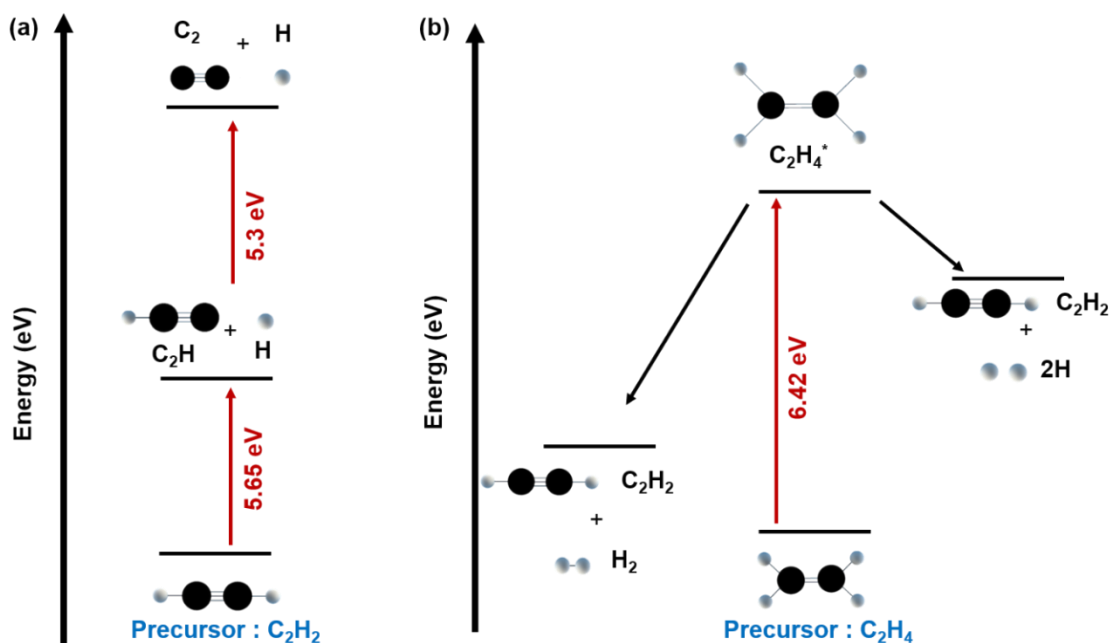 (a)
Energy (eV)
C₂ + H
5.3 eV
+
C₂H H
5.65 eV
Precursor : C₂H₂
(b)
Energy (eV)
C₂H₄*
6.42 eV
C₂H₂
+
H₂
C₂H₂
+
2H
Precursor : C₂H₄